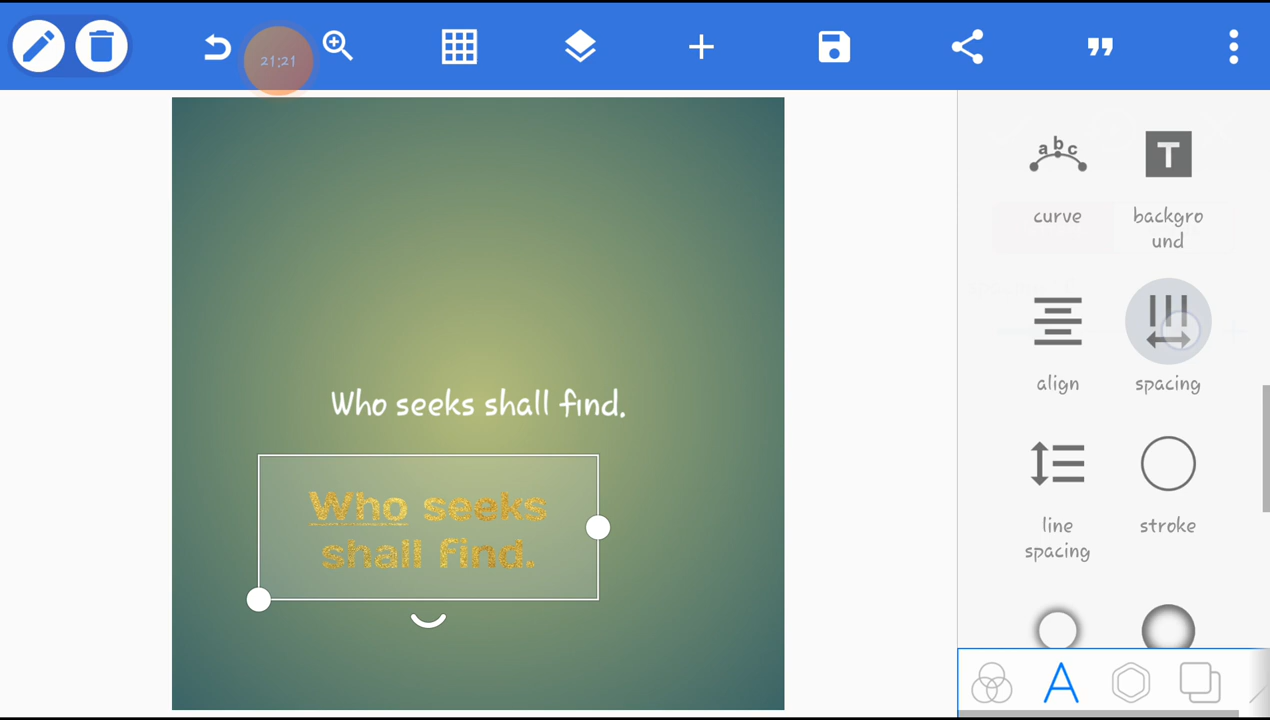 21:21
a b c
T
curve
backgro
und
Who seeks shall find.
align
spacing
Who seeks
shall find.
line
spacing
stroke
A